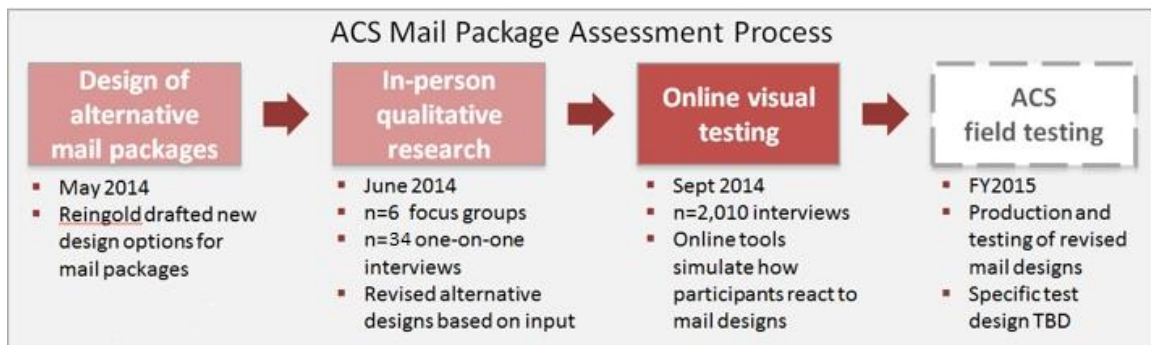 ACS Mail Package Assessment Process
Design of
alternative
mail packages
▪ May 2014
▪ Reingold drafted new
design options for
mail packages
In-person
qualitative
research
▪ June 2014
▪ n=6 focus groups
▪ n=34 one-on-one
interviews
▪ Revised alternative
designs based on input
Online visual
testing
▪ Sept 2014
▪ n=2,010 interviews
▪ Online tools
simulate how
participants react to
mail designs
ACS
field testing
▪ FY2015
▪ Production and
testing of revised
mail designs
▪ Specific test
design TBD